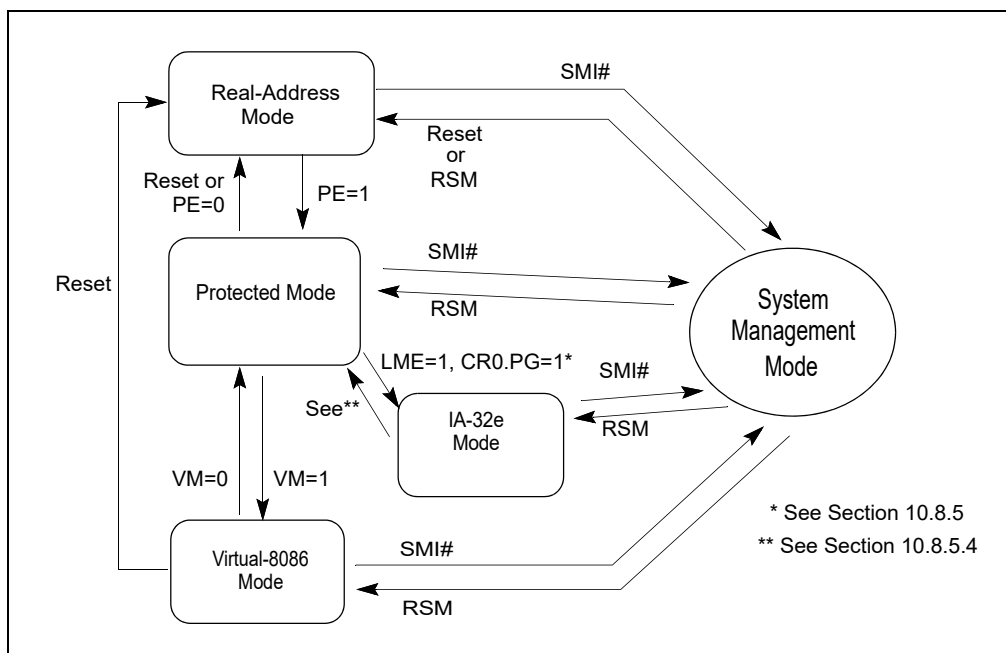 SMI#
Real-Address
Mode
Reset
or
RSM
Reset or
PE=0
PE=1
SMI#
Reset
Protected Mode
RSM
System
Management
Mode
LME=1, CR0.PG=1*
SMI#
See**
IA-32e
Mode
RSM
VM=0
VM=1
* See Section 10.8.5
** See Section 10.8.5.4
Virtual-8086
Mode
SMI#
RSM